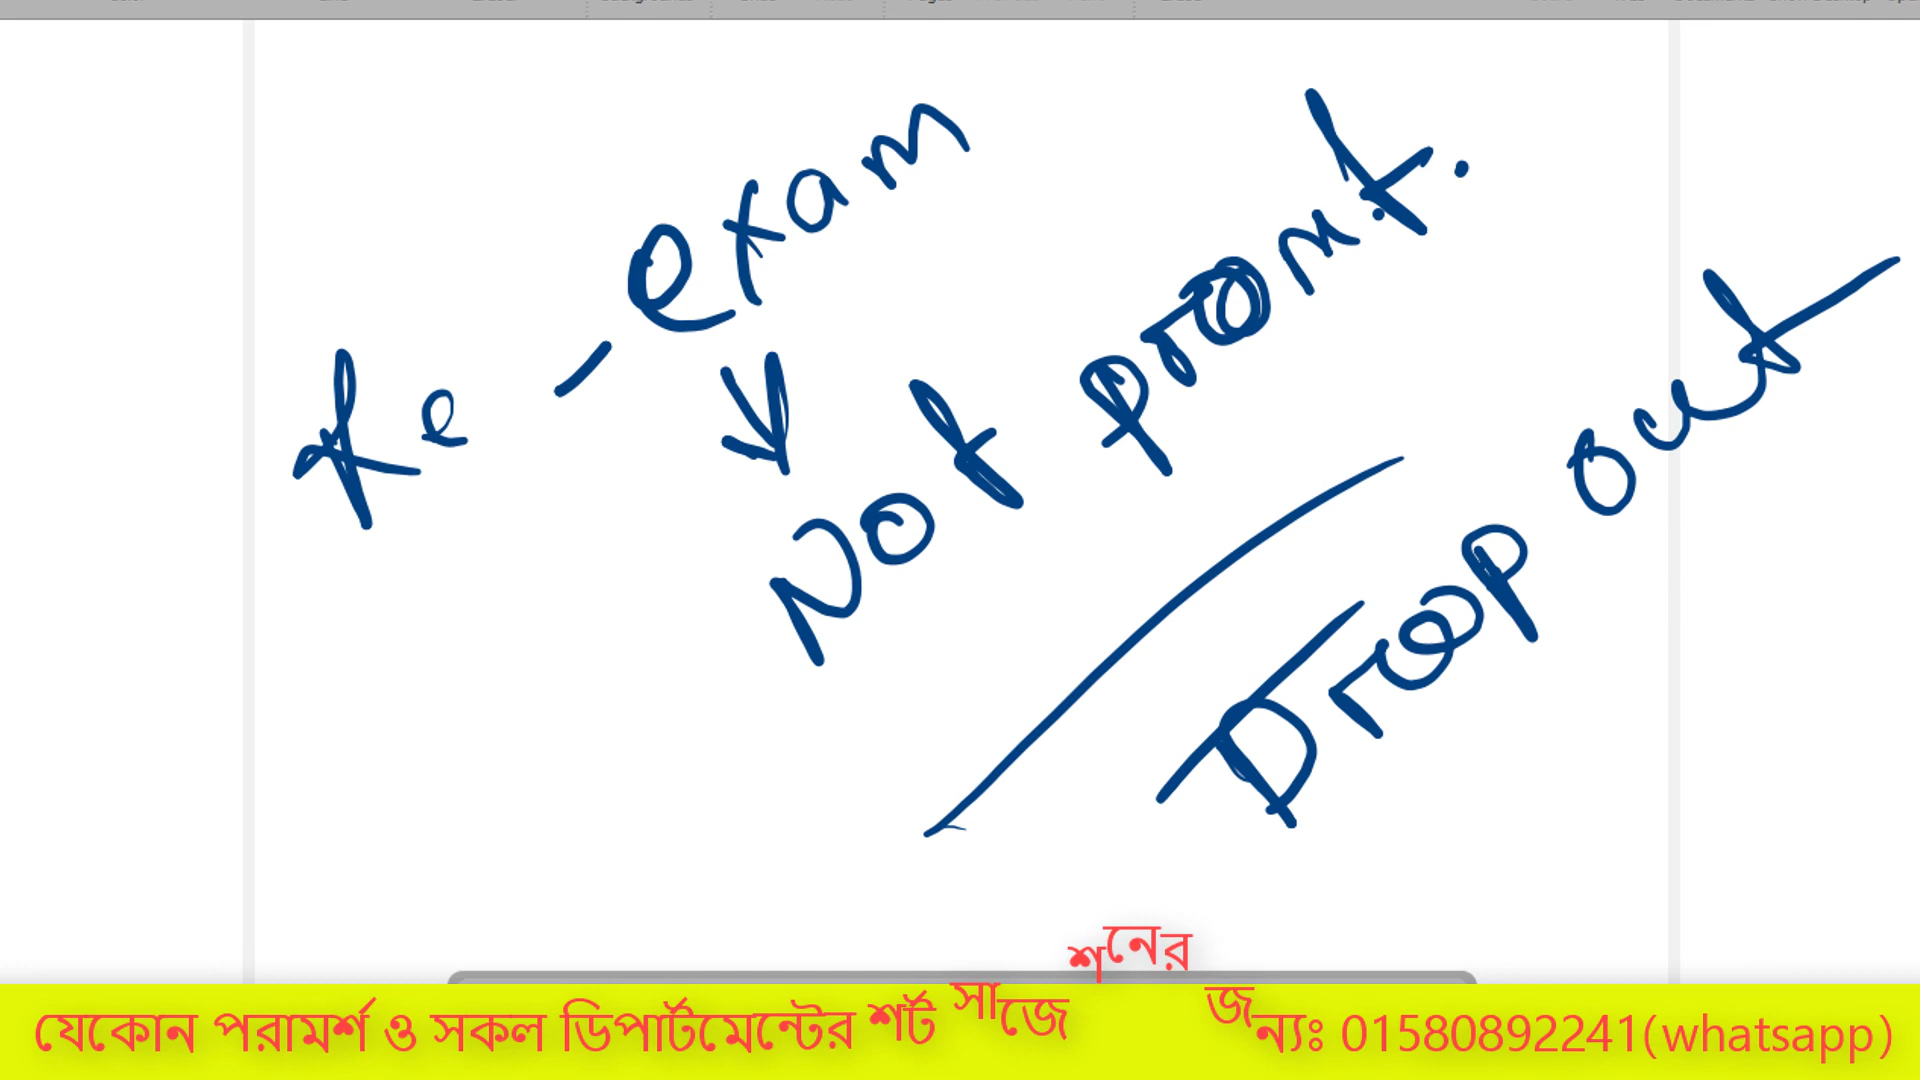 Re - exam
Not promt.
Drop out
যেকোন পরামর্শ ও সকল ডিপার্টমেন্টের শর্ট সাজেশনের জন্যঃ 01580892241(whatsapp)